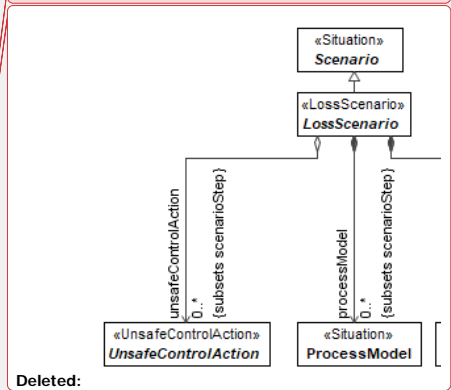 «Situation»
Scenario
«LossScenario»
LossScenario
unsafeControlAction
0..*
{subsets scenarioStep}
processModel
0..*
{subsets scenarioStep}
«UnsafeControlAction»
UnsafeControlAction
«Situation»
ProcessModel
Deleted: